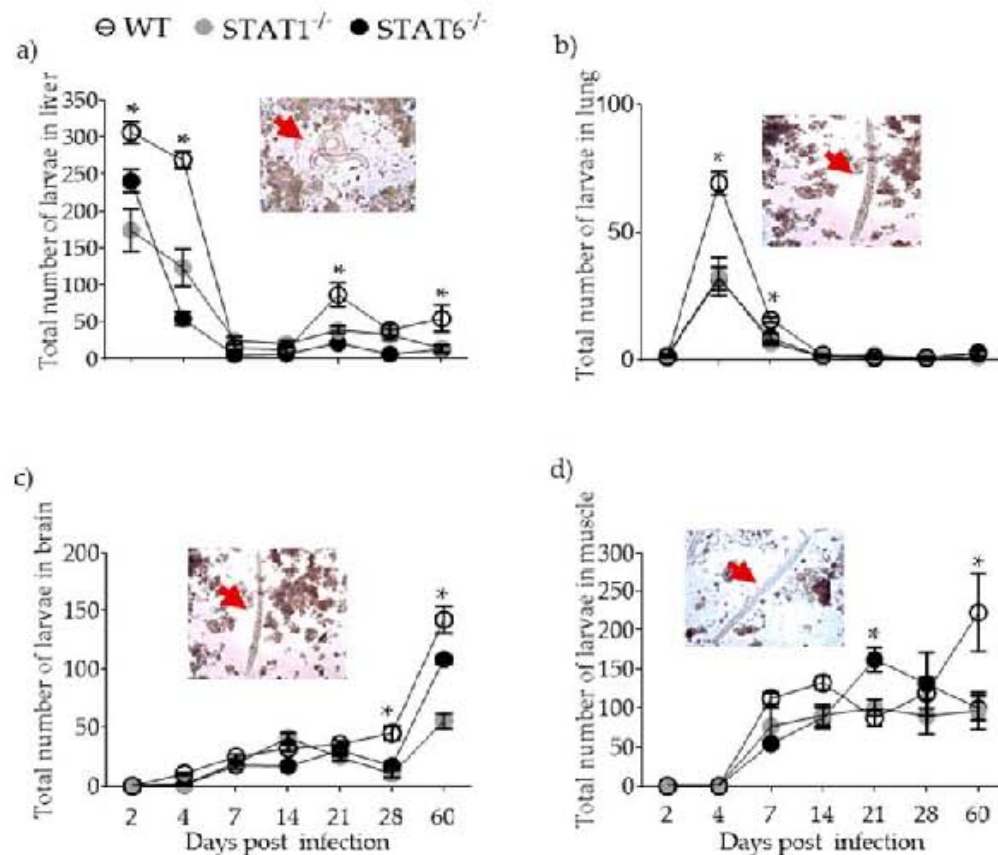 WT STAT1-/- STAT6-/-
a)
Total number of larvae in liver
350
300
250
200
150
100
50
0
* * * *
b)
Total number of larvae in lung
100
50
0
* *
c)
Total number of larvae in brain
200
150
100
50
0
* *
2 4 7 14 21 28 60
Days post infection
d)
Total number of larvae in muscle
300
250
200
150
100
50
0
* *
2 4 7 14 21 28 60
Days post infection